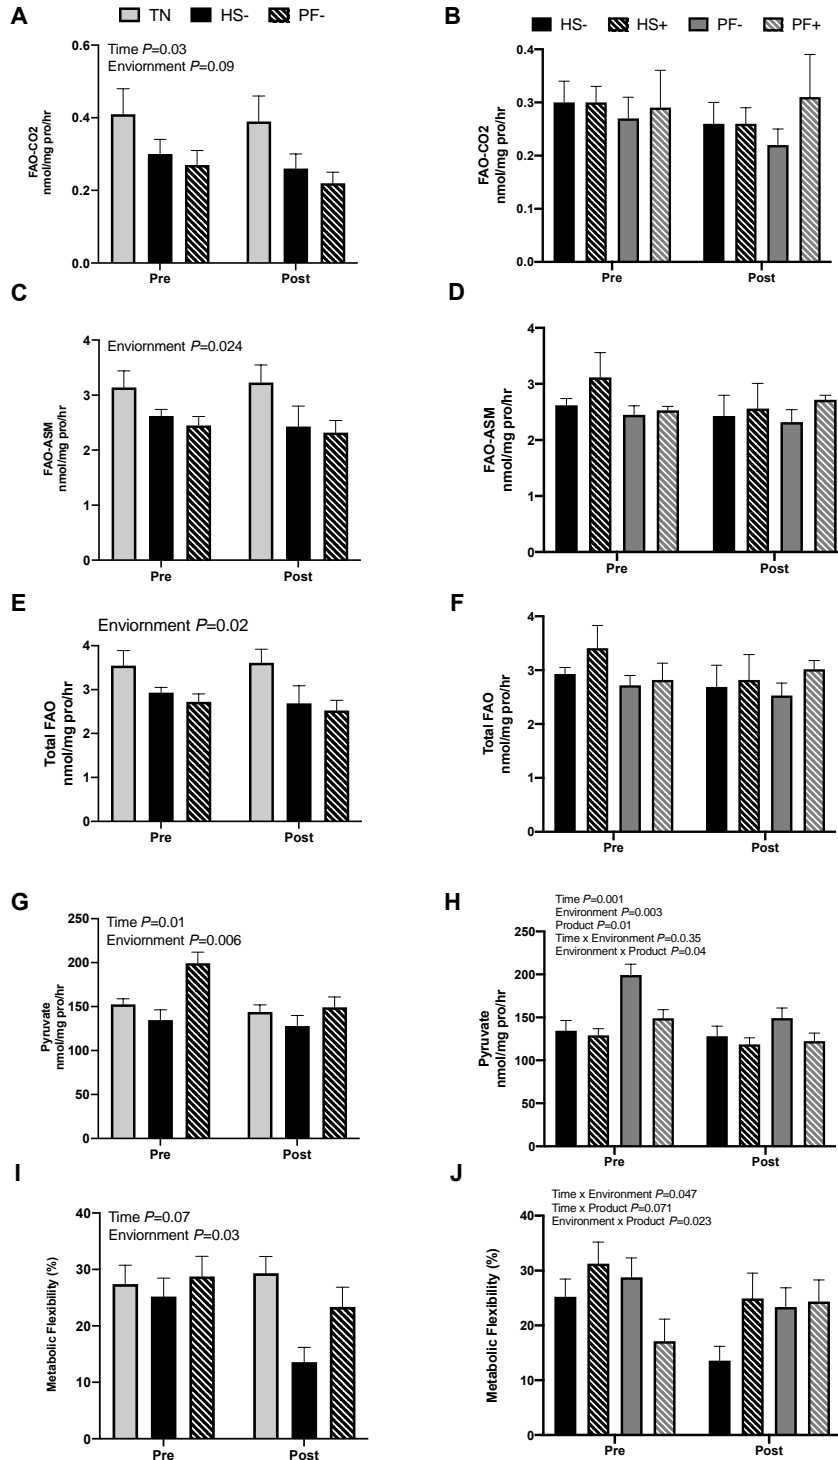 A
TN HS- PF-
Time P=0.03
Enviornment P=0.09
FAO-CO2
nmol/mg pro/hr
0.6
0.4
0.2
0.0
Pre Post
B
HS- HS+ PF- PF+
FAO-CO2
nmol/mg pro/hr
0.4
0.3
0.2
0.1
0.0
Pre Post
C
Enviornment P=0.024
FAO-ASM
nmol/mg pro/hr
4
3
2
1
0
Pre Post
D
FAO-ASM
nmol/mg pro/hr
4
3
2
1
0
Pre Post
E
Enviornment P=0.02
Total FAO
nmol/mg pro/hr
4
3
2
1
0
Pre Post
F
Total FAO
nmol/mg pro/hr
4
3
2
1
0
Pre Post
G
Time P=0.01
Enviornment P=0.006
Pyruvate
nmol/mg pro/hr
250
200
150
100
50
0
Pre Post
H
Time P=0.001
Environment P=0.003
Product P=0.01
Time x Environment P=0.0.35
Environment x Product P=0.04
Pyruvate
nmol/mg pro/hr
250
200
150
100
50
0
Pre Post
I
Time P=0.07
Enviornment P=0.03
Metabolic Flexibility (%)
40
30
20
10
0
Pre Post
J
Time x Environment P=0.047
Time x Product P=0.071
Environment x Product P=0.023
Metabolic Flexibility (%)
40
30
20
10
0
Pre Post